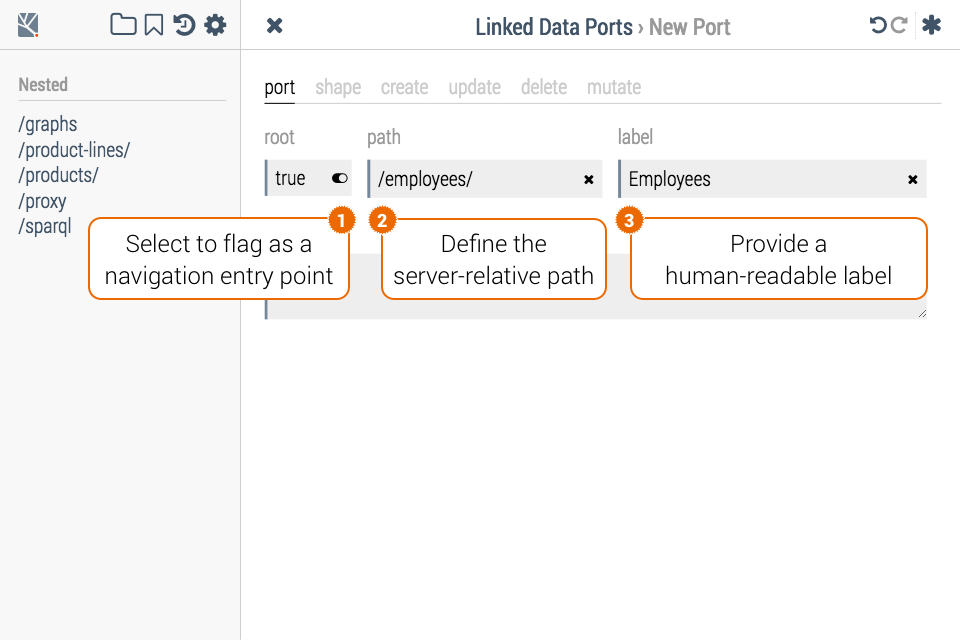 Linked Data Ports › New Port
Nested
/graphs
/product-lines/
/products/
/proxy
/sparql
port shape create update delete mutate
root path label
true /employees/ Employees
1 2 3
Select to flag as a
navigation entry point
Define the
server-relative path
Provide a
human-readable label